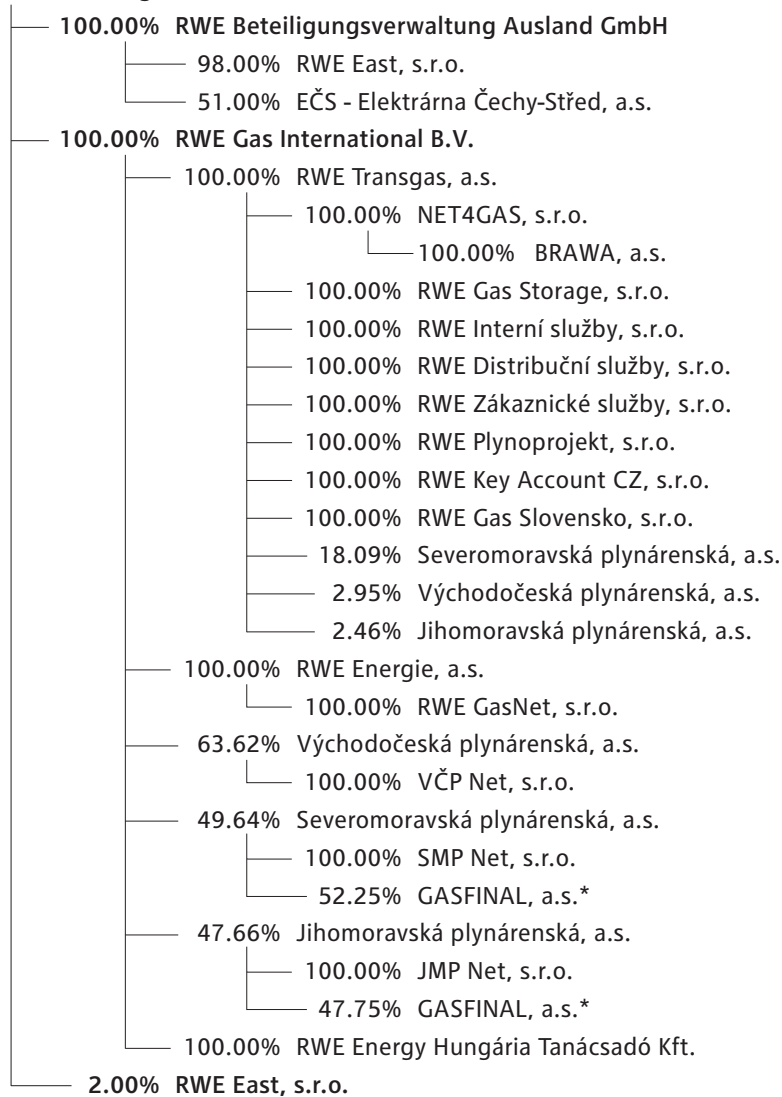 100.00% RWE Beteiligungsverwaltung Ausland GmbH
98.00% RWE East, s.r.o.
51.00% EČS - Elektrárna Čechy-Střed, a.s.
100.00% RWE Gas International B.V.
100.00% RWE Transgas, a.s.
100.00% NET4GAS, s.r.o.
100.00% BRAWA, a.s.
100.00% RWE Gas Storage, s.r.o.
100.00% RWE Interní služby, s.r.o.
100.00% RWE Distribuční služby, s.r.o.
100.00% RWE Zákaznické služby, s.r.o.
100.00% RWE Plynoprojekt, s.r.o.
100.00% RWE Key Account CZ, s.r.o.
100.00% RWE Gas Slovensko, s.r.o.
18.09% Severomoravská plynárenská, a.s.
2.95% Východočeská plynárenská, a.s.
2.46% Jihomoravská plynárenská, a.s.
100.00% RWE Energie, a.s.
100.00% RWE GasNet, s.r.o.
63.62% Východočeská plynárenská, a.s.
100.00% VČP Net, s.r.o.
49.64% Severomoravská plynárenská, a.s.
100.00% SMP Net, s.r.o.
52.25% GASFINAL, a.s.*
47.66% Jihomoravská plynárenská, a.s.
100.00% JMP Net, s.r.o.
47.75% GASFINAL, a.s.*
100.00% RWE Energy Hungária Tanácsadó Kft.
2.00% RWE East, s.r.o.